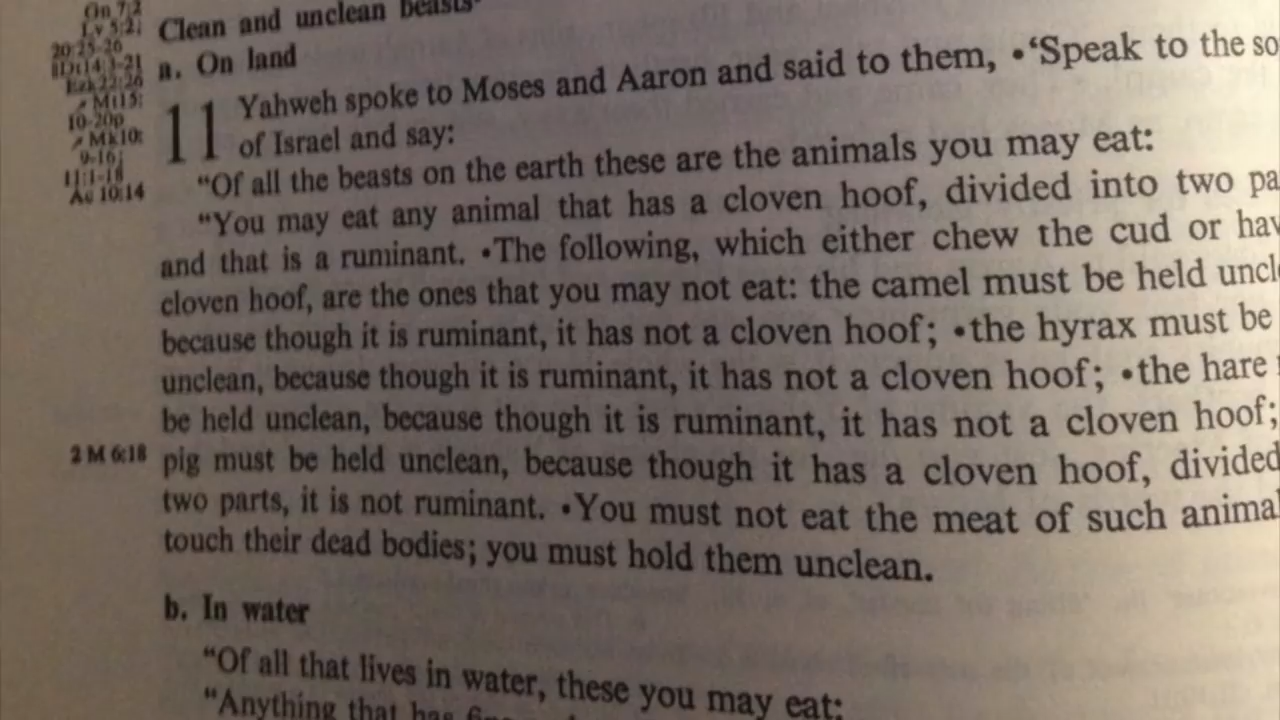 Gn 7:2
Lv 5:2;
20:25-26
Dt 14:3-21
Ezk 22:26
Mt 15:
10-20p
Mk 10:
9-16;
11:1-18
Ac 10:14
Clean and unclean beasts
a. On land
11 Yahweh spoke to Moses and Aaron and said to them, •‘Speak to the so
of Israel and say:
“Of all the beasts on the earth these are the animals you may eat:
“You may eat any animal that has a cloven hoof, divided into two pa
and that is a ruminant. •The following, which either chew the cud or hav
cloven hoof, are the ones that you may not eat: the camel must be held uncl
because though it is ruminant, it has not a cloven hoof; •the hyrax must be
unclean, because though it is ruminant, it has not a cloven hoof; •the hare
be held unclean, because though it is ruminant, it has not a cloven hoof;
2 M 6:18
pig must be held unclean, because though it has a cloven hoof, divided
two parts, it is not ruminant. •You must not eat the meat of such anima
touch their dead bodies; you must hold them unclean.
b. In water
“Of all that lives in water, these you may eat:
“Anything that has